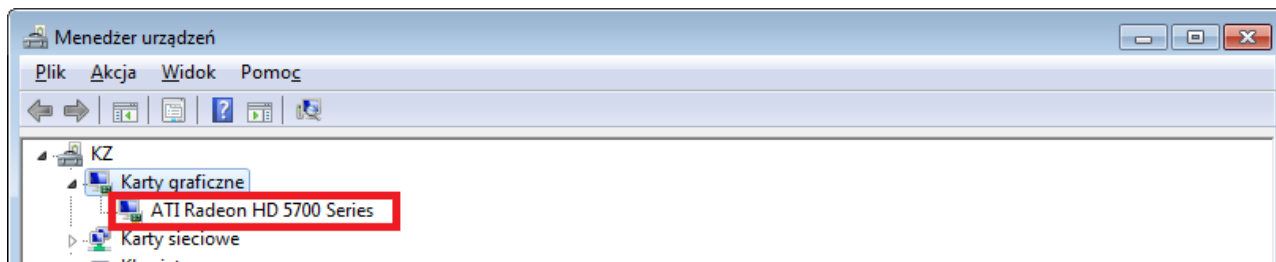 Menedżer urządzeń
Plik Akcja Widok Pomoc
KZ
Karty graficzne
ATI Radeon HD 5700 Series
Karty sieciowe